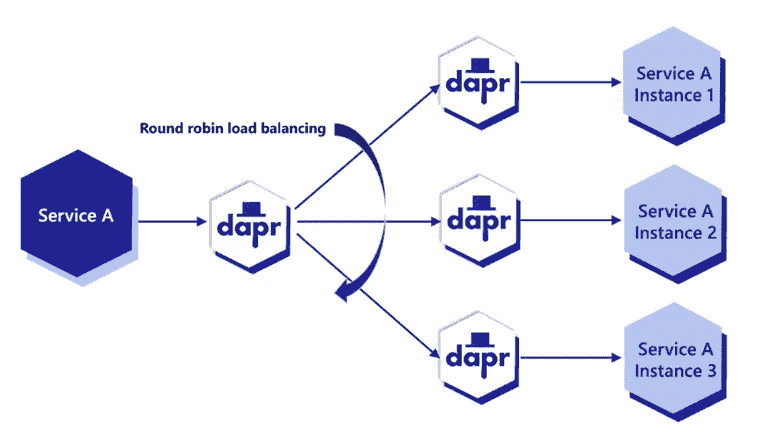 Round robin load balancing
Service A
dapr
dapr
Service A
Instance 1
dapr
Service A
Instance 2
dapr
Service A
Instance 3